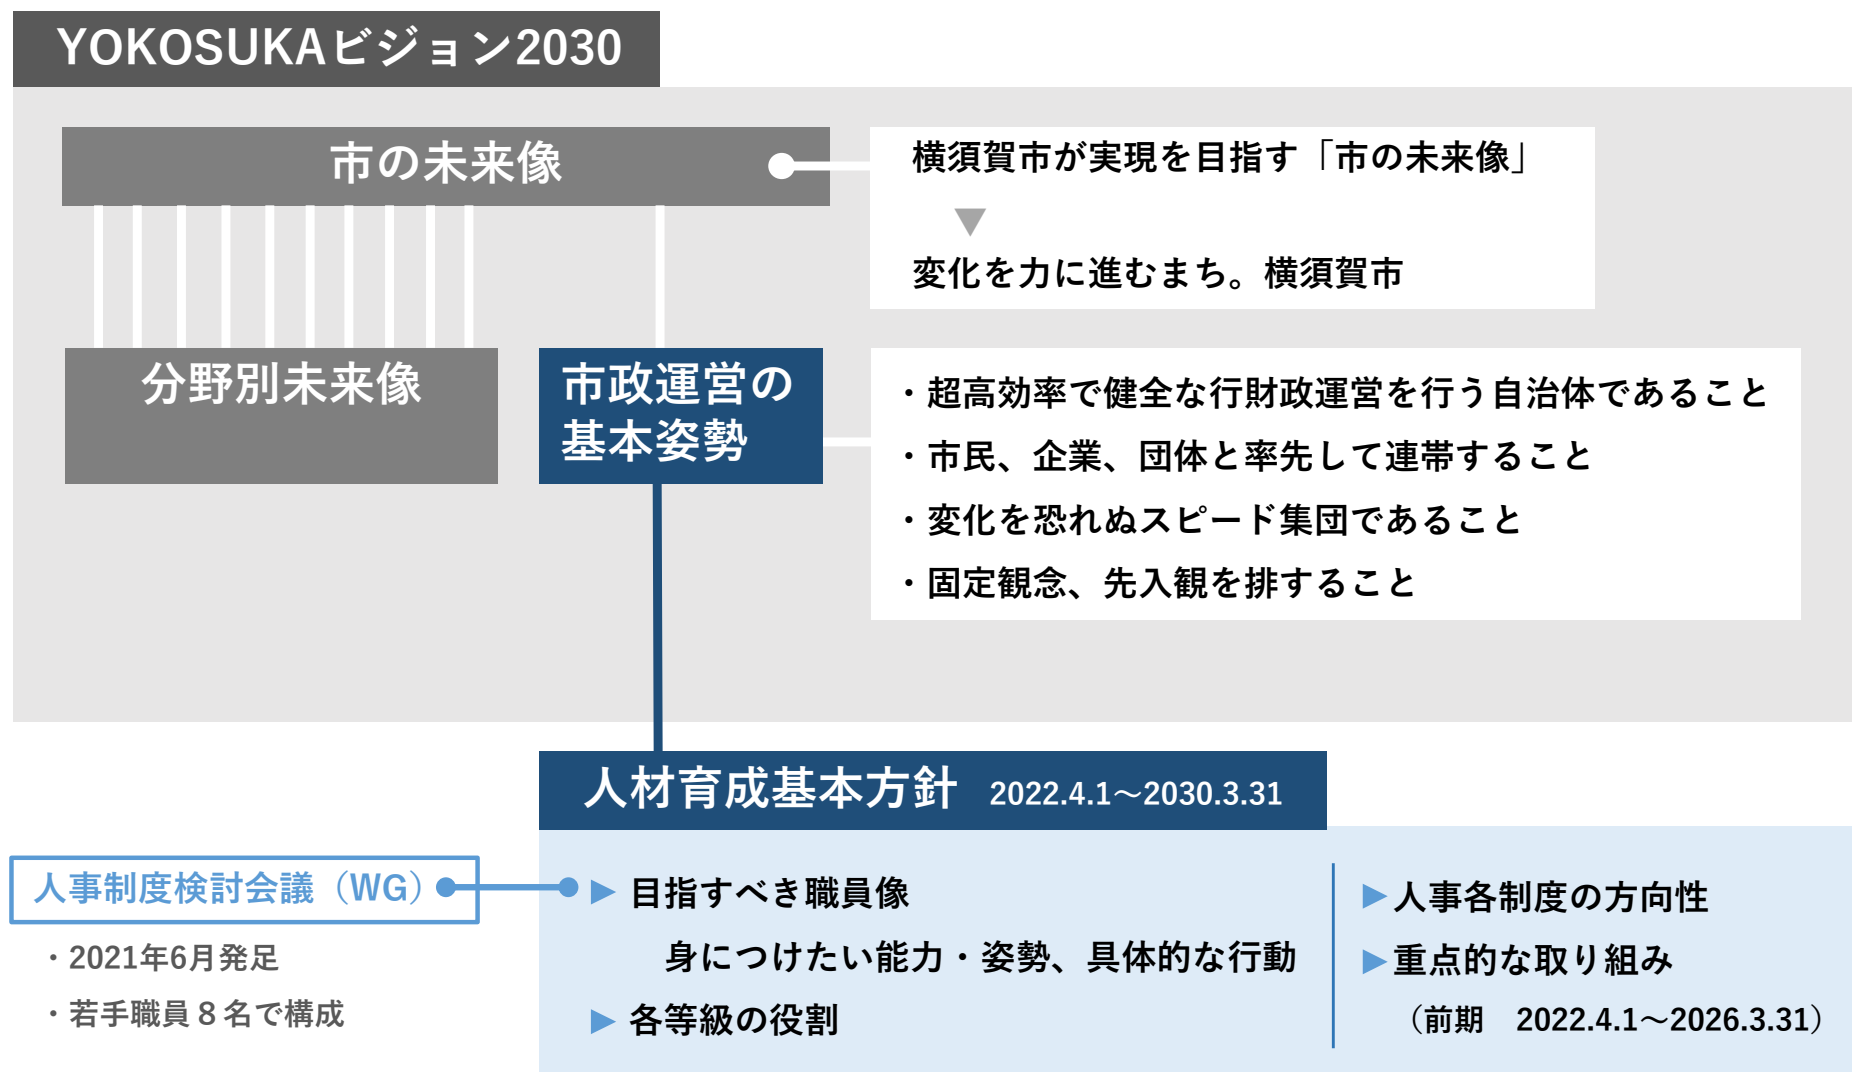 YOKOSUKAビジョン2030
市の未来像
横須賀市が実現を目指す「市の未来像」
▼
変化を力に進むまち。横須賀市
分野別未来像
市政運営の
基本姿勢
・超高効率で健全な行財政運営を行う自治体であること
・市民、企業、団体と率先して連帯すること
・変化を恐れぬスピード集団であること
・固定観念、先入観を排すること
人材育成基本方針 2022.4.1～2030.3.31
人事制度検討会議（WG）
・2021年6月発足
・若手職員８名で構成
▶ 目指すべき職員像
身につけたい能力・姿勢、具体的な行動
▶ 各等級の役割
▶人事各制度の方向性
▶重点的な取り組み
（前期　2022.4.1～2026.3.31）